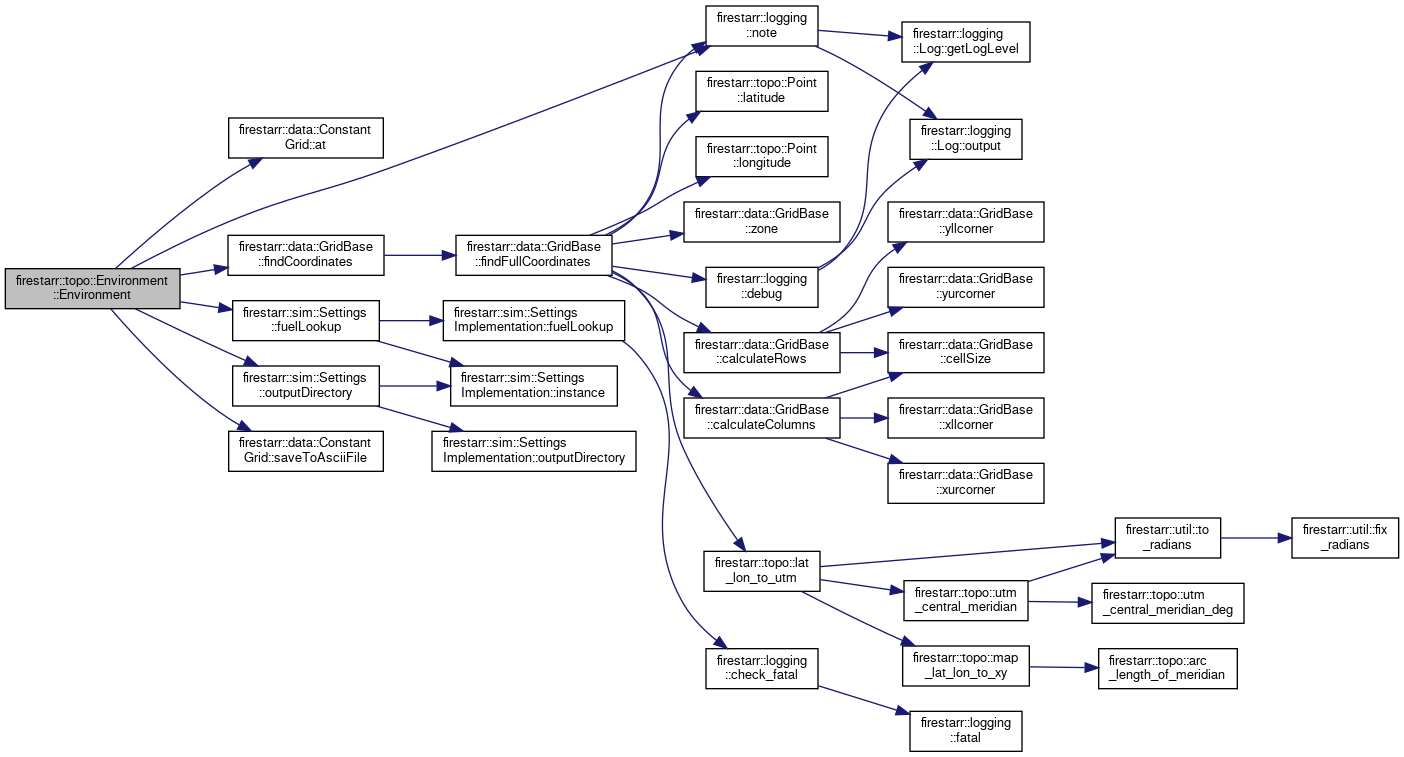 firestarr::topo::Environment
::Environment
firestarr::data::Constant
Grid::at
firestarr::data::GridBase
::findCoordinates
firestarr::sim::Settings
::fuelLookup
firestarr::sim::Settings
::outputDirectory
firestarr::data::Constant
Grid::saveToAsciiFile
firestarr::data::GridBase
::findFullCoordinates
firestarr::sim::Settings
Implementation::fuelLookup
firestarr::sim::Settings
Implementation::instance
firestarr::sim::Settings
Implementation::outputDirectory
firestarr::logging
::note
firestarr::topo::Point
::latitude
firestarr::topo::Point
::longitude
firestarr::data::GridBase
::zone
firestarr::logging
::debug
firestarr::data::GridBase
::calculateRows
firestarr::data::GridBase
::calculateColumns
firestarr::topo::lat
_lon_to_utm
firestarr::logging
::check_fatal
firestarr::logging
::Log::getLogLevel
firestarr::logging
::Log::output
firestarr::data::GridBase
::yllcorner
firestarr::data::GridBase
::yurcorner
firestarr::data::GridBase
::cellSize
firestarr::data::GridBase
::xllcorner
firestarr::data::GridBase
::xurcorner
firestarr::topo::utm
_central_meridian
firestarr::topo::map
_lat_lon_to_xy
firestarr::logging
::fatal
firestarr::util::to
_radians
firestarr::topo::utm
_central_meridian_deg
firestarr::topo::arc
_length_of_meridian
firestarr::util::fix
_radians